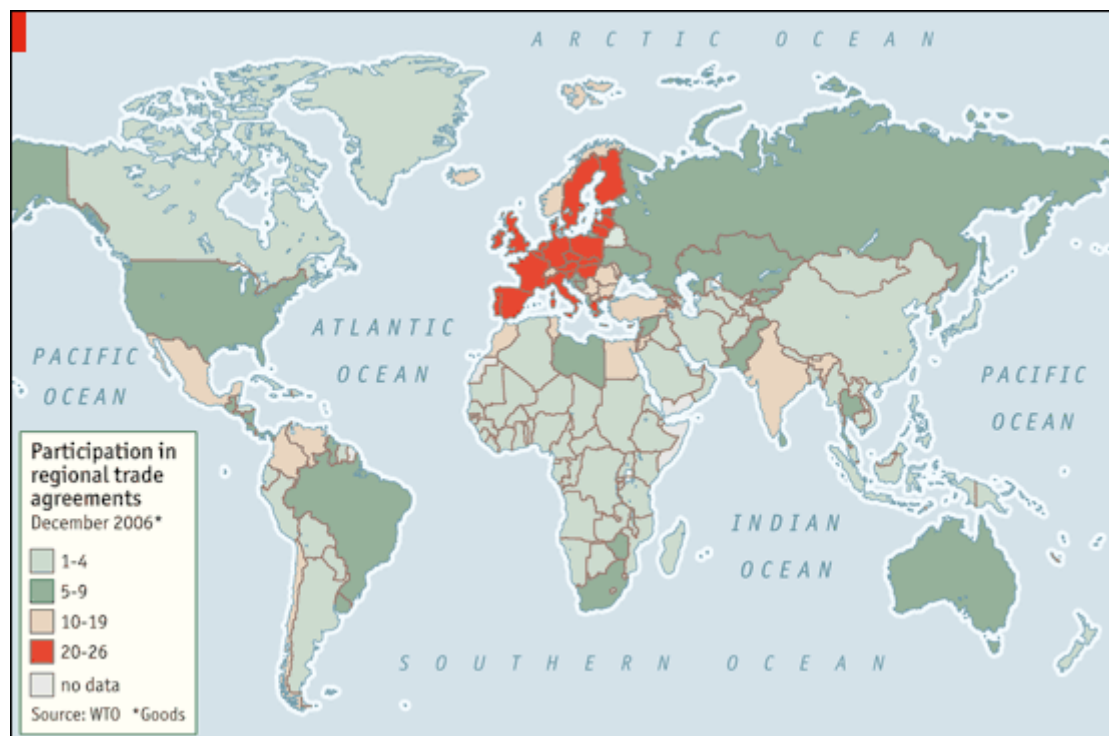 ARCTIC OCEAN
ATLANTIC
OCEAN
PACIFIC
OCEAN
PACIFIC
OCEAN
INDIAN
OCEAN
SOUTHERN OCEAN
Participation in
regional trade
agreements
December 2006*
1-4
5-9
10-19
20-26
no data
Source: WTO *Goods